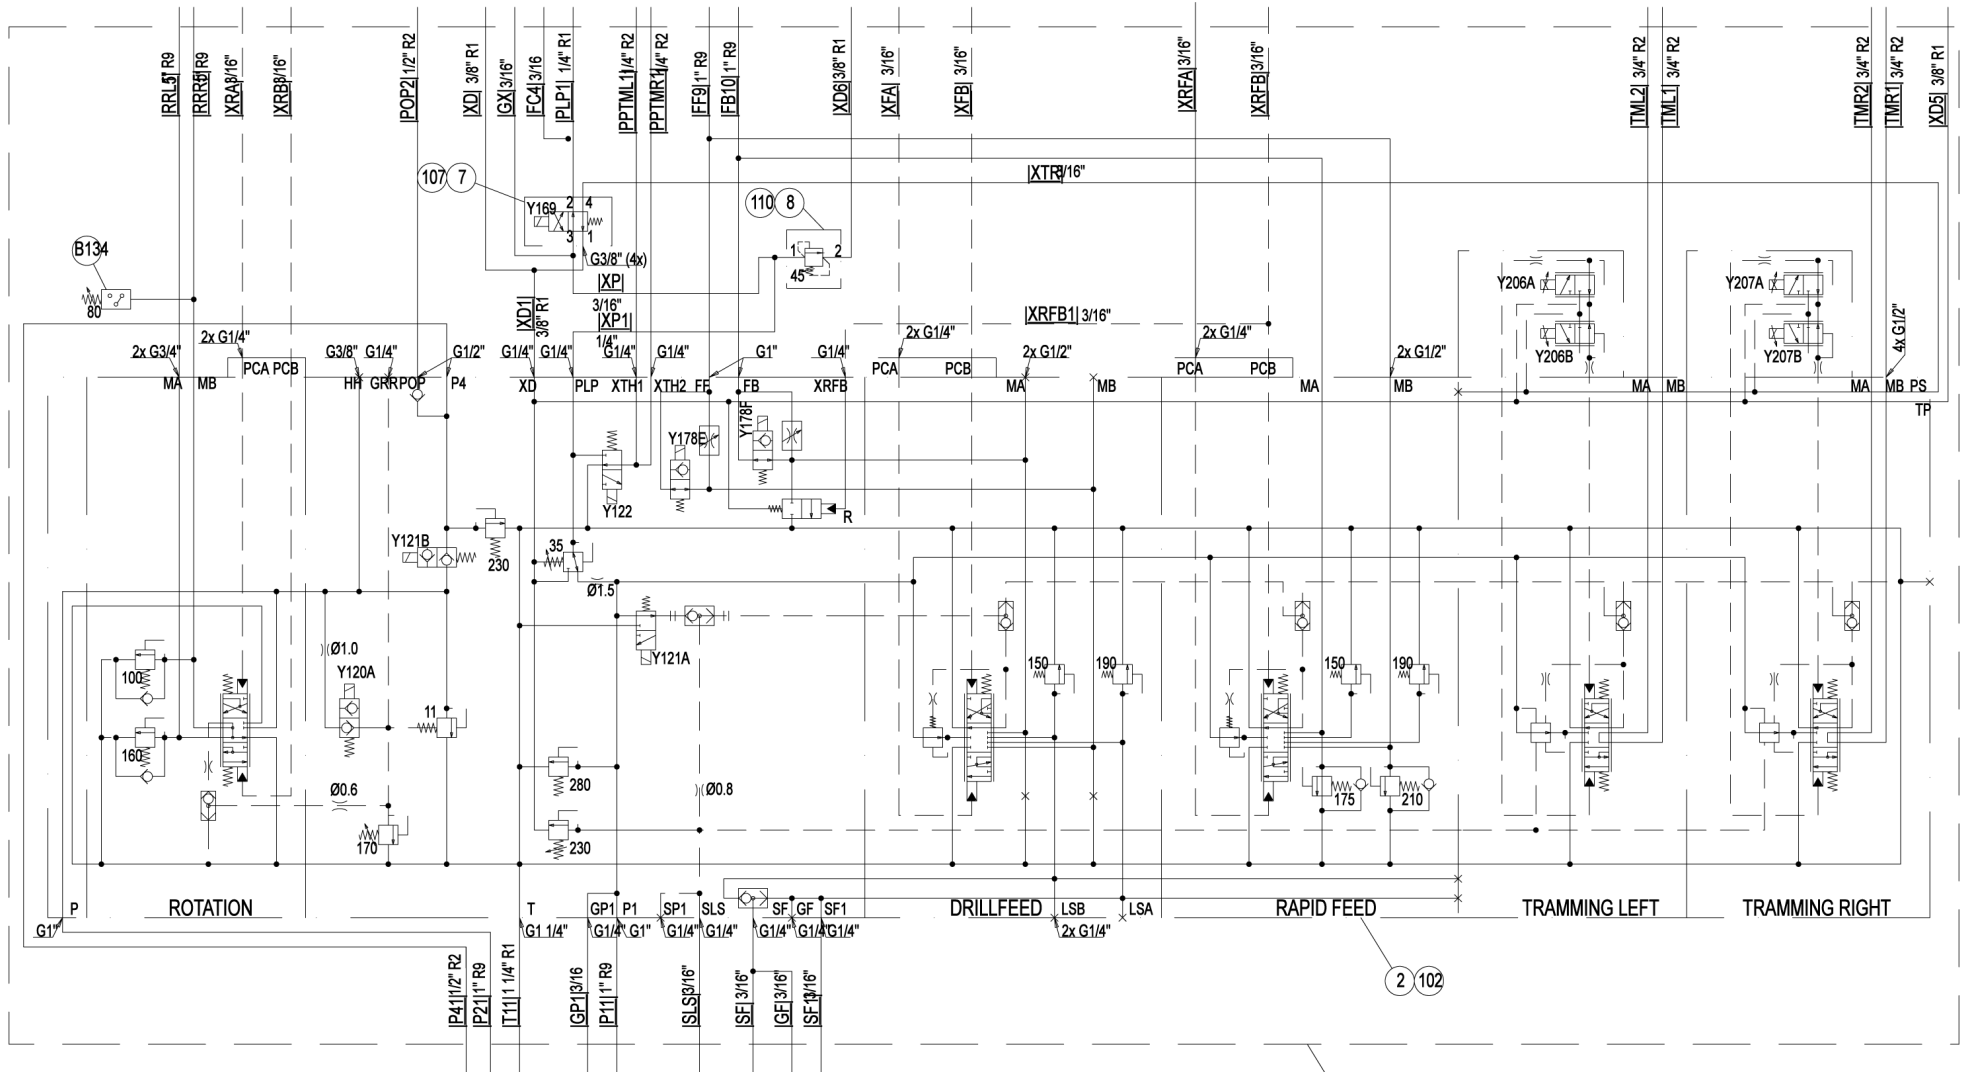 RRL5 1" R9
RRR5 1" R9
XRA 3/16"
XRB 3/16"
POP2 1/2" R2
XD 3/8" R1
GX 3/16"
FC4 3/16
PLP1 1/4" R1
PPTML1 1/4" R2
PPTMR1 1/4" R2
FF9 1" R9
FB10 1" R9
XD6 3/8" R1
XFA 3/16"
XFB 3/16"
XRFA 3/16"
XRFB 3/16"
TML2 3/4" R2
TML1 3/4" R2
TMR2 3/4" R2
TMR1 3/4" R2
XD5 3/8" R1
107 7
XTR 3/16"
110 8
Y169
2 4
3 1
G3/8" (4x)
1 2
45
B134
80
XP
3/16"
XP1
1/4"
XD1
3/8" R1
XRFB1 3/16"
Y206A
Y206B
Y207A
Y207B
4x G1/2"
2x G3/4"
2x G1/4"
G3/8"
G1/4"
G1/2"
G1/4"
G1/4"
G1/4"
G1/4"
G1"
G1/4"
2x G1/4"
2x G1/2"
2x G1/4"
2x G1/2"
MA MB
PCA PCB
HH
GRR
POP
P4
XD
PLP
XTH1
XTH2
FF
FB
XRFB
PCA
PCB
MA
MB
PCA
PCB
MA
MB
MA MB
MA MB PS
TP
Y178E
Y178F
Y122
R
Y121B
230
35
Ø1.5
Y121A
Ø1.0
Y120A
100
160
11
Ø0.6
170
280
230
Ø0.8
150
190
150
190
175
210
P
G1"
ROTATION
T
G1 1/4"
GP1
G1/4"
P1
G1"
SP1
G1/4"
SLS
G1/4"
SF
G1/4"
GF
G1/4"
SF1
G1/4"
DRILLFEED
LSB
LSA
2x G1/4"
RAPID FEED
TRAMMING LEFT
TRAMMING RIGHT
2 102
P41 1/2" R2
P21 1" R9
T11 1 1/4" R1
GP1 3/16
P11 1" R9
SLS 3/16"
SF 3/16"
GF 3/16"
SF1 3/16"